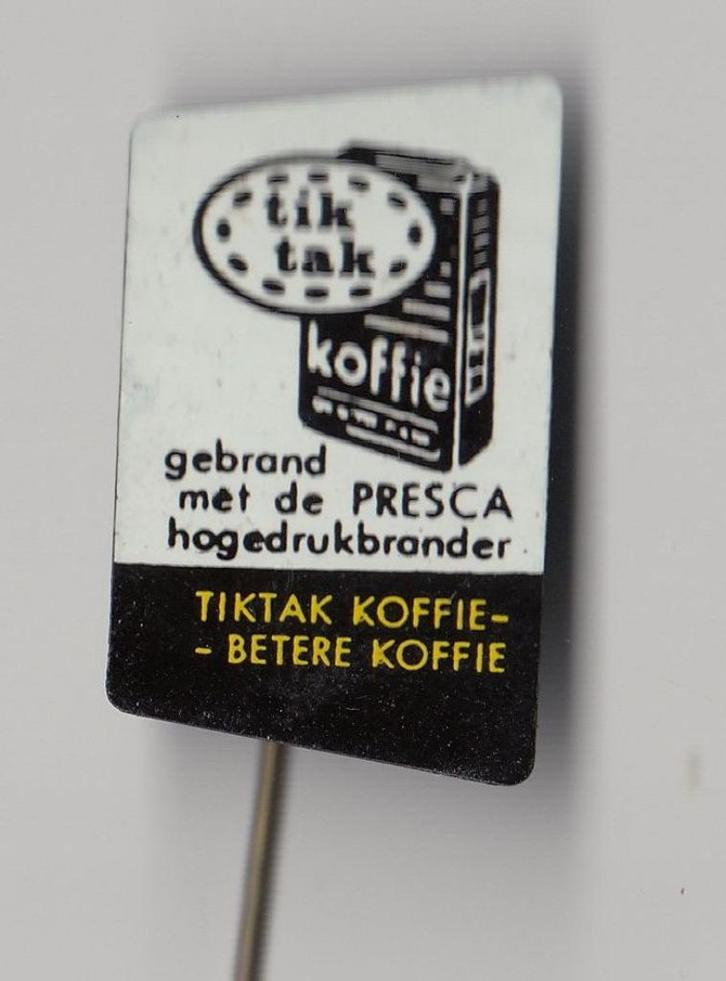 tik
tak
koffie
gebrand
met de PRESCA
hogedrukbrander
TIKTAK KOFFIE-
- BETERE KOFFIE